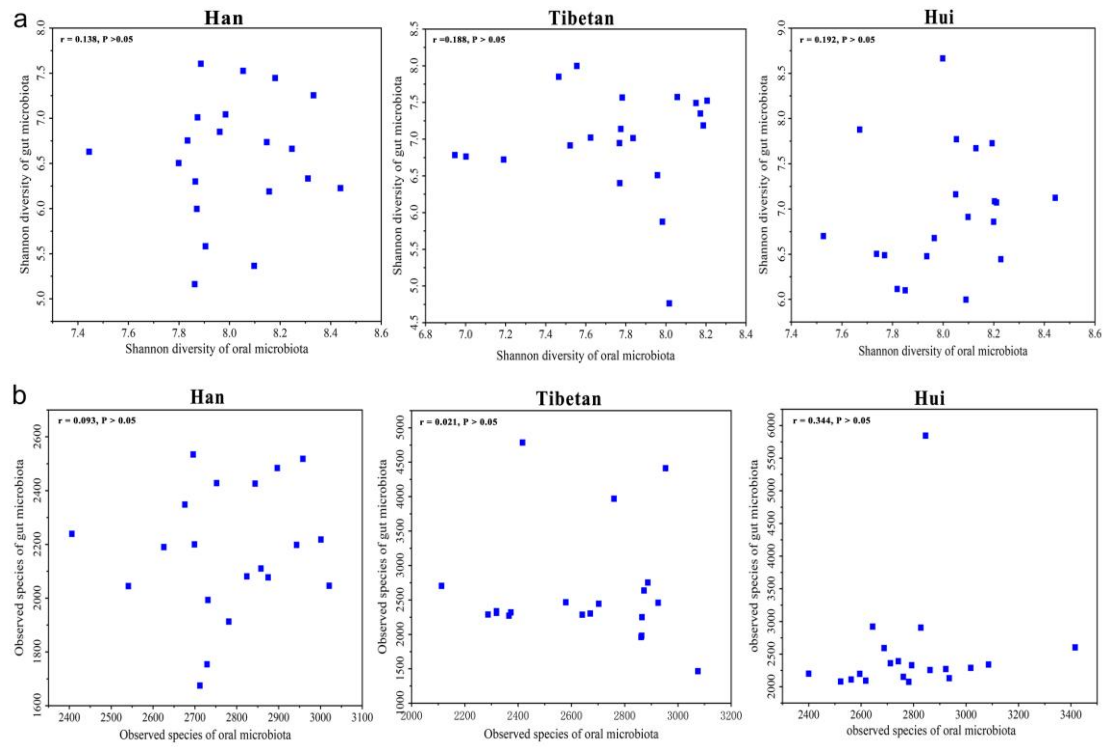 a
Han
r = 0.138, P >0.05
Shannon diversity of gut microbiota
8.0
7.5
7.0
6.5
6.0
5.5
5.0
7.4 7.6 7.8 8.0 8.2 8.4 8.6
Shannon diversity of oral microbiota
Tibetan
r =0.188, P > 0.05
Shannon diversity of gut microbiota
8.5
8.0
7.5
7.0
6.5
6.0
5.5
5.0
4.5
6.8 7.0 7.2 7.4 7.6 7.8 8.0 8.2 8.4
Shannon diversity of oral microbiota
Hui
r = 0.192, P > 0.05
Shannon diversity of gut microbiota
9.0
8.5
8.0
7.5
7.0
6.5
6.0
7.4 7.6 7.8 8.0 8.2 8.4 8.6
Shannon diversity of oral microbiota
b
Han
r = 0.093, P > 0.05
Observed species of gut microbiota
2600
2400
2200
2000
1800
1600
2400 2500 2600 2700 2800 2900 3000 3100
Observed species of oral microbiota
Tibetan
r = 0.021, P > 0.05
Observed species of gut microbiota
5000
4500
4000
3500
3000
2500
2000
1500
1000
2000 2200 2400 2600 2800 3000 3200
Observed species of oral microbiota
Hui
r = 0.344, P > 0.05
observed species of gut microbiota
6000
5500
5000
4500
4000
3500
3000
2500
2000
2400 2600 2800 3000 3200 3400
observed species of oral microbiota